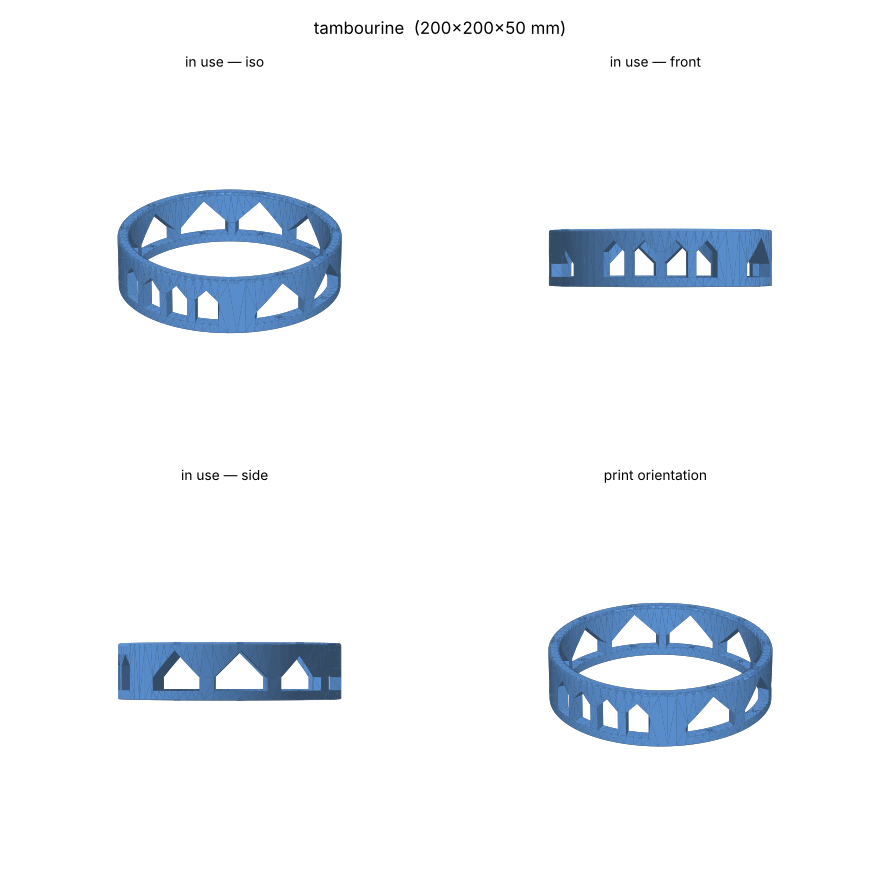 tambourine  (200×200×50 mm)
in use — iso
in use — front
in use — side
print orientation